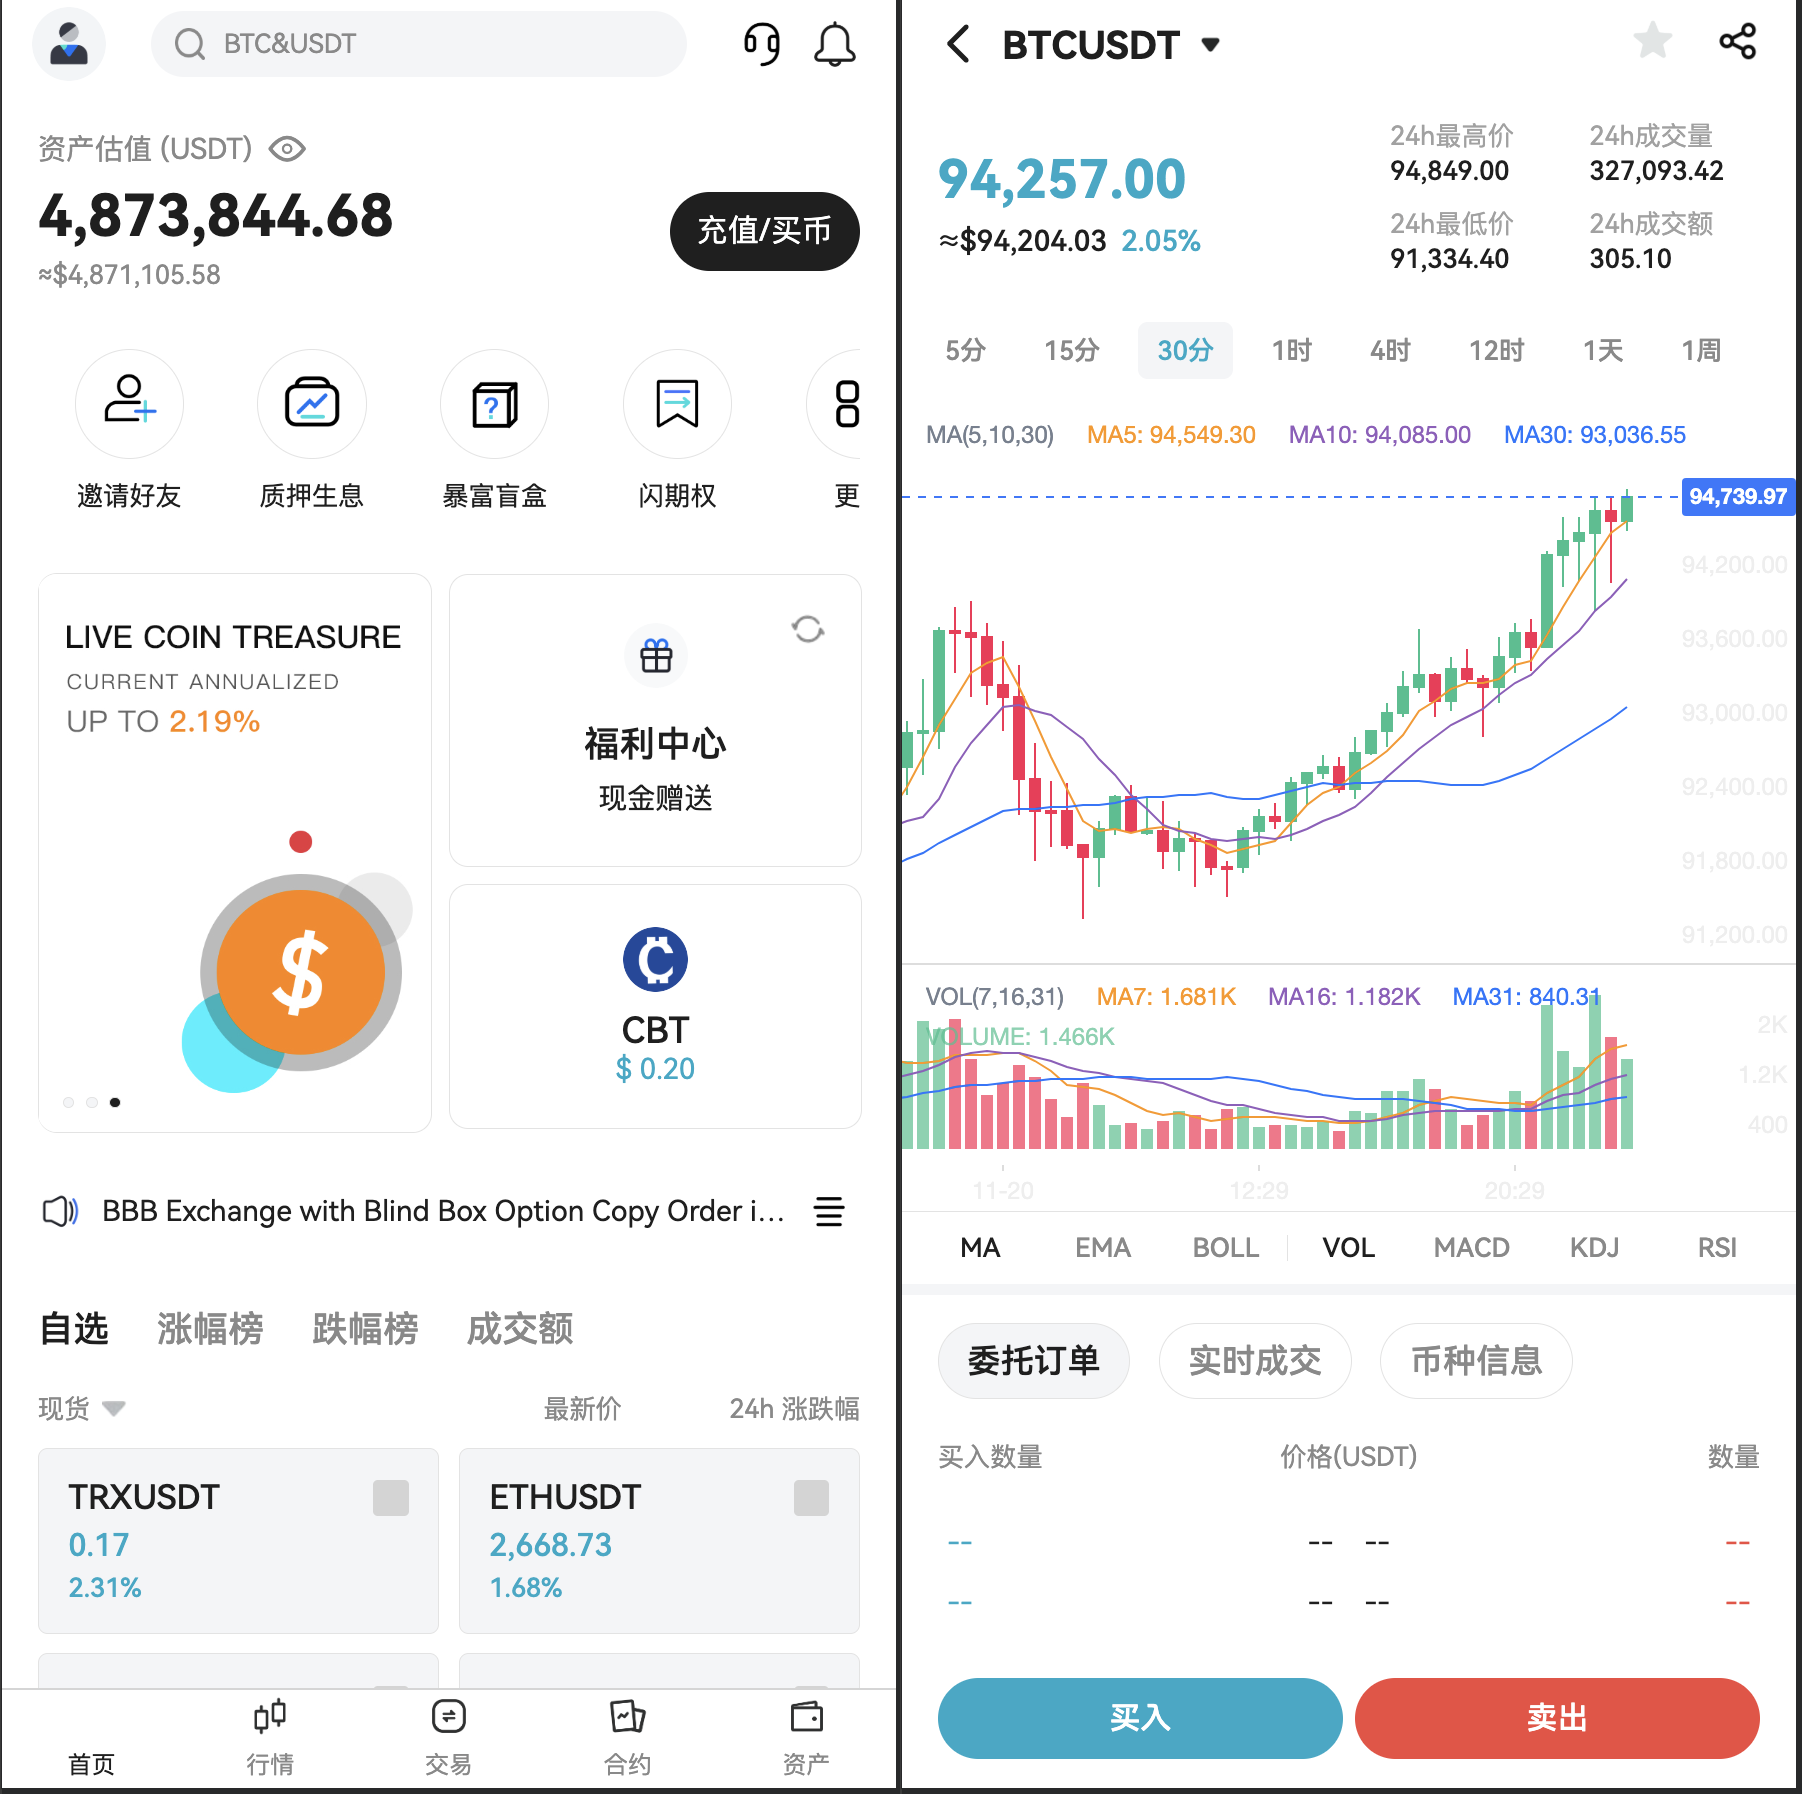 BTC&USDT
资产估值 (USDT)
4,873,844.68
≈$4,871,105.58
充值/买币
邀请好友
质押生息
暴富盲盒
闪期权
更
LIVE COIN TREASURE
CURRENT ANNUALIZED
UP TO 2.19%
福利中心
现金赠送
CBT
$ 0.20
BBB Exchange with Blind Box Option Copy Order i...
自选 涨幅榜 跌幅榜 成交额
现货 最新价 24h 涨跌幅
TRXUSDT
0.17
2.31%
ETHUSDT
2,668.73
1.68%
首页 行情 交易 合约 资产
BTCUSDT
94,257.00
≈$94,204.03 2.05%
24h最高价
94,849.00
24h成交量
327,093.42
24h最低价
91,334.40
24h成交额
305.10
5分 15分 30分 1时 4时 12时 1天 1周
MA(5,10,30) MA5: 94,549.30 MA10: 94,085.00 MA30: 93,036.55
94,739.97
94,200.00
93,600.00
93,000.00
92,400.00
91,800.00
91,200.00
VOL(7,16,31) MA7: 1.681K MA16: 1.182K MA31: 840.31
VOLUME: 1.466K
2K
1.2K
400
11-20 12:29 20:29
MA EMA BOLL VOL MACD KDJ RSI
委托订单 实时成交 币种信息
买入数量 价格(USDT) 数量
-- -- -- --
-- -- -- --
买入 卖出